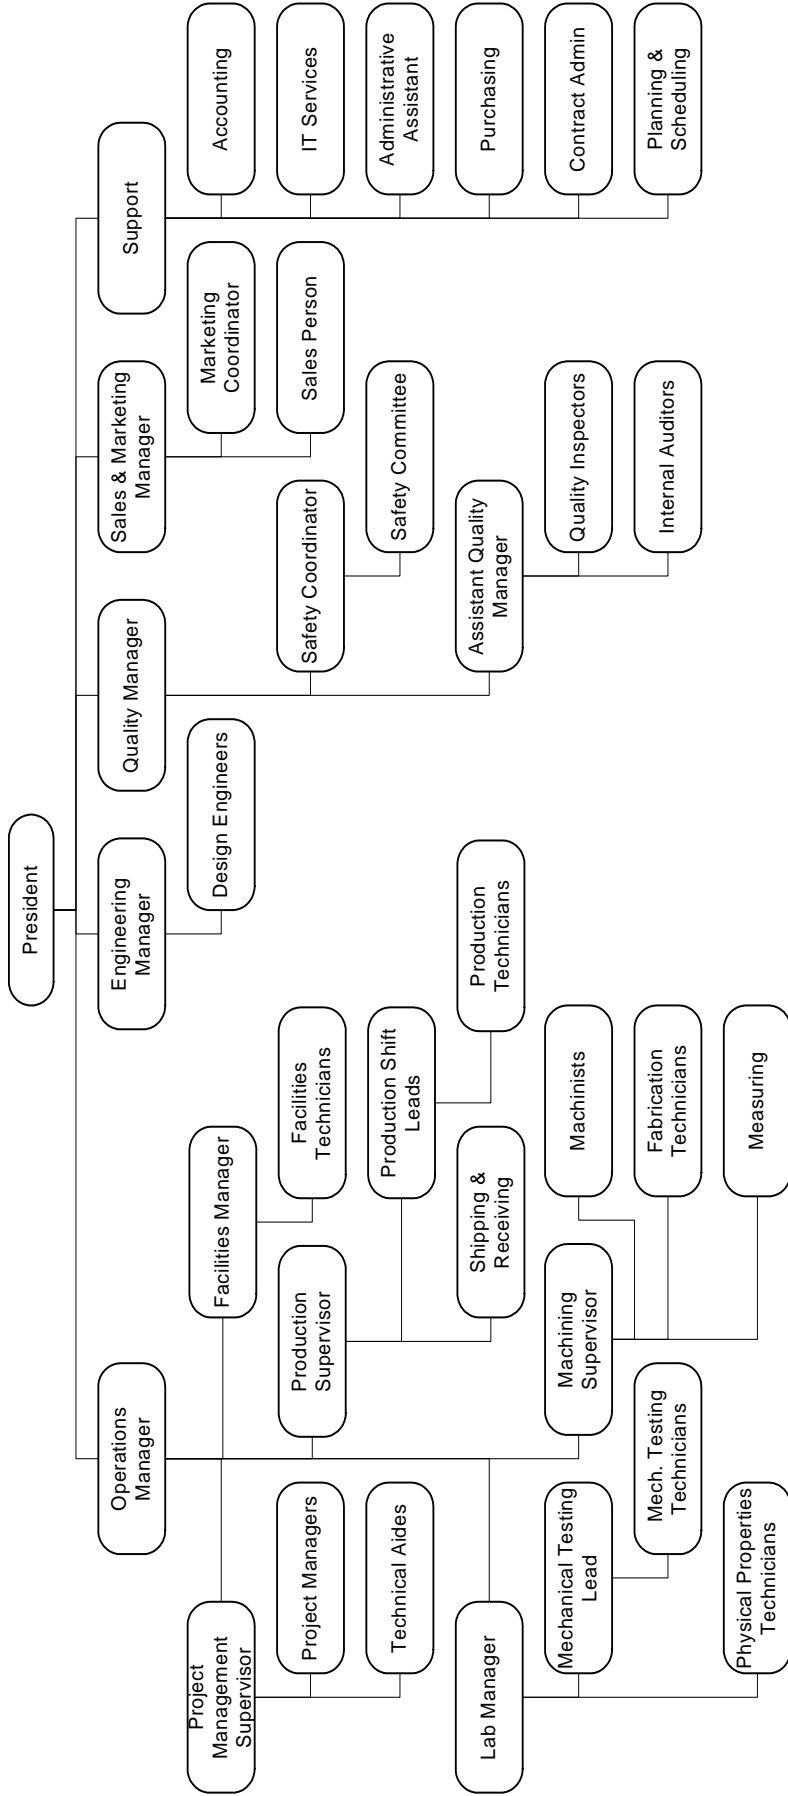 President
Operations
Manager
Engineering
Manager
Quality Manager
Sales & Marketing
Manager
Support
Project
Management
Supervisor
Facilities Manager
Design Engineers
Marketing
Coordinator
Accounting
Project Managers
Production
Supervisor
Facilities
Technicians
Safety Coordinator
Sales Person
IT Services
Technical Aides
Production Shift
Leads
Safety Committee
Administrative
Assistant
Lab Manager
Shipping &
Receiving
Production
Technicians
Assistant Quality
Manager
Purchasing
Mechanical Testing
Lead
Machining
Supervisor
Machinists
Quality Inspectors
Contract Admin
Mech. Testing
Technicians
Fabrication
Technicians
Internal Auditors
Planning &
Scheduling
Physical Properties
Technicians
Measuring